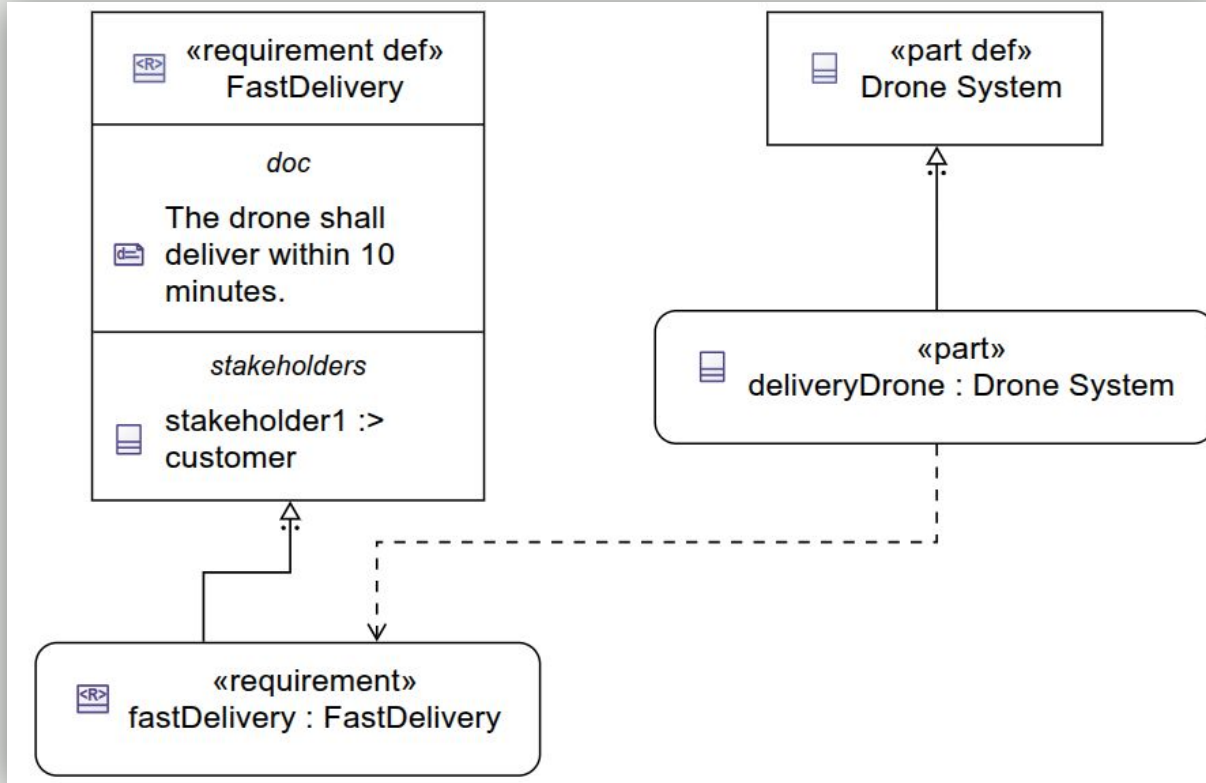 «requirement def»
FastDelivery
doc
The drone shall
deliver within 10
minutes.
stakeholders
stakeholder1 :>
customer
«part def»
Drone System
«part»
deliveryDrone : Drone System
«requirement»
fastDelivery : FastDelivery